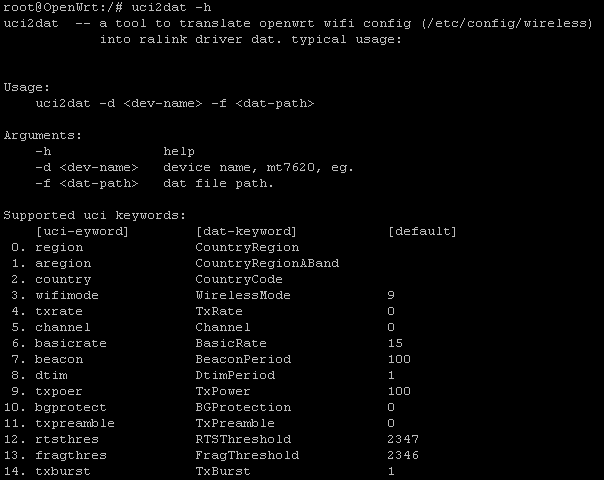 root@OpenWrt:/# uci2dat -h
uci2dat  -- a tool to translate openwrt wifi config (/etc/config/wireless)
            into ralink driver dat. typical usage:
Usage:
    uci2dat -d <dev-name> -f <dat-path>
Arguments:
    -h              help
    -d <dev-name>   device name, mt7620, eg.
    -f <dat-path>   dat file path.
Supported uci keywords:
    [uci-eyword]        [dat-keyword]           [default]
 0. region              CountryRegion
 1. aregion             CountryRegionABand
 2. country             CountryCode
 3. wifimode            WirelessMode            9
 4. txrate              TxRate                  0
 5. channel             Channel                 0
 6. basicrate           BasicRate               15
 7. beacon              BeaconPeriod            100
 8. dtim                DtimPeriod              1
 9. txpoer              TxPower                 100
10. bgprotect           BGProtection            0
11. txpreamble          TxPreamble              0
12. rtsthres            RTSThreshold            2347
13. fragthres           FragThreshold           2346
14. txburst             TxBurst                 1